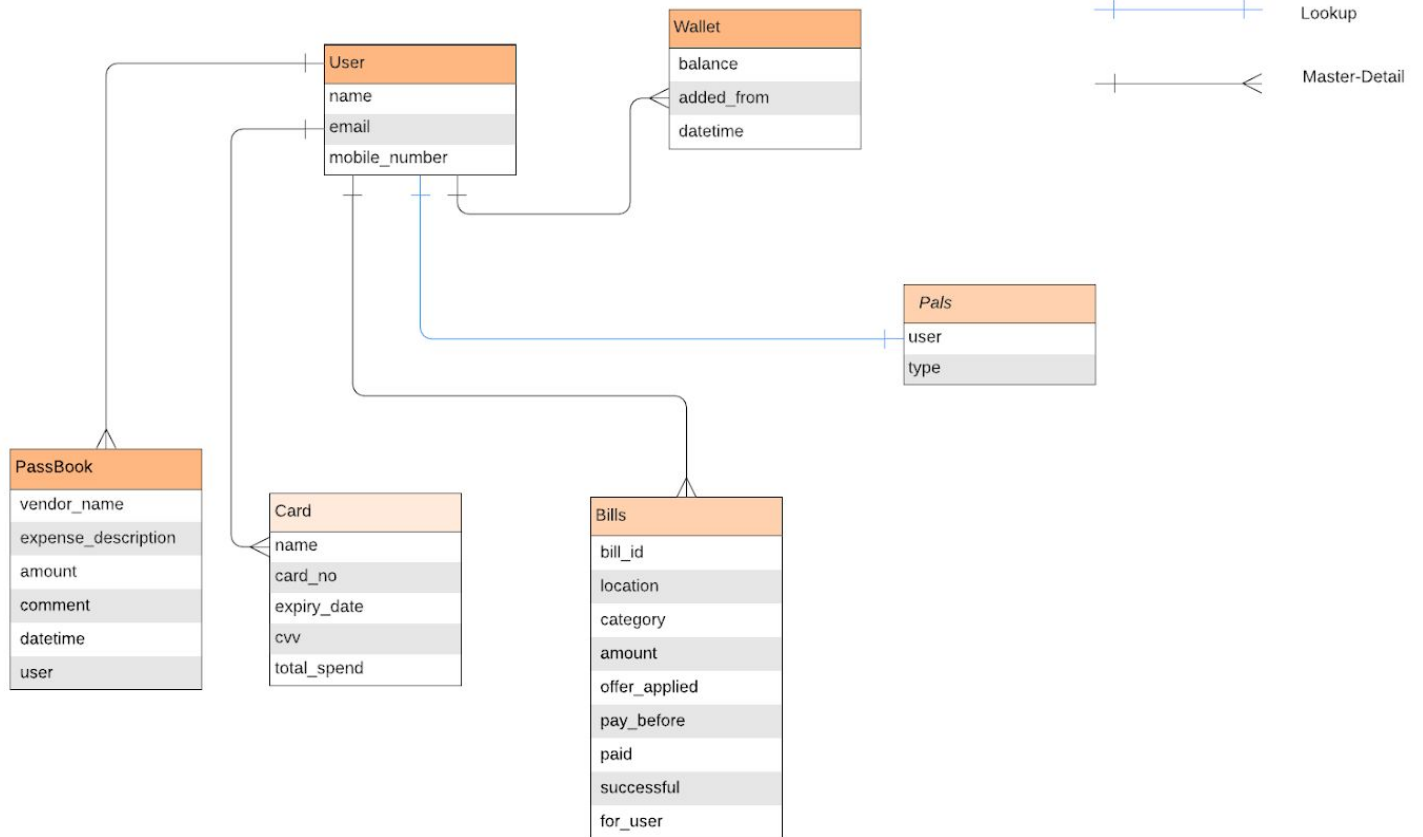 Lookup
Master-Detail
User
name
email
mobile_number
Wallet
balance
added_from
datetime
Pals
user
type
PassBook
vendor_name
expense_description
amount
comment
datetime
user
Card
name
card_no
expiry_date
cvv
total_spend
Bills
bill_id
location
category
amount
offer_applied
pay_before
paid
successful
for_user